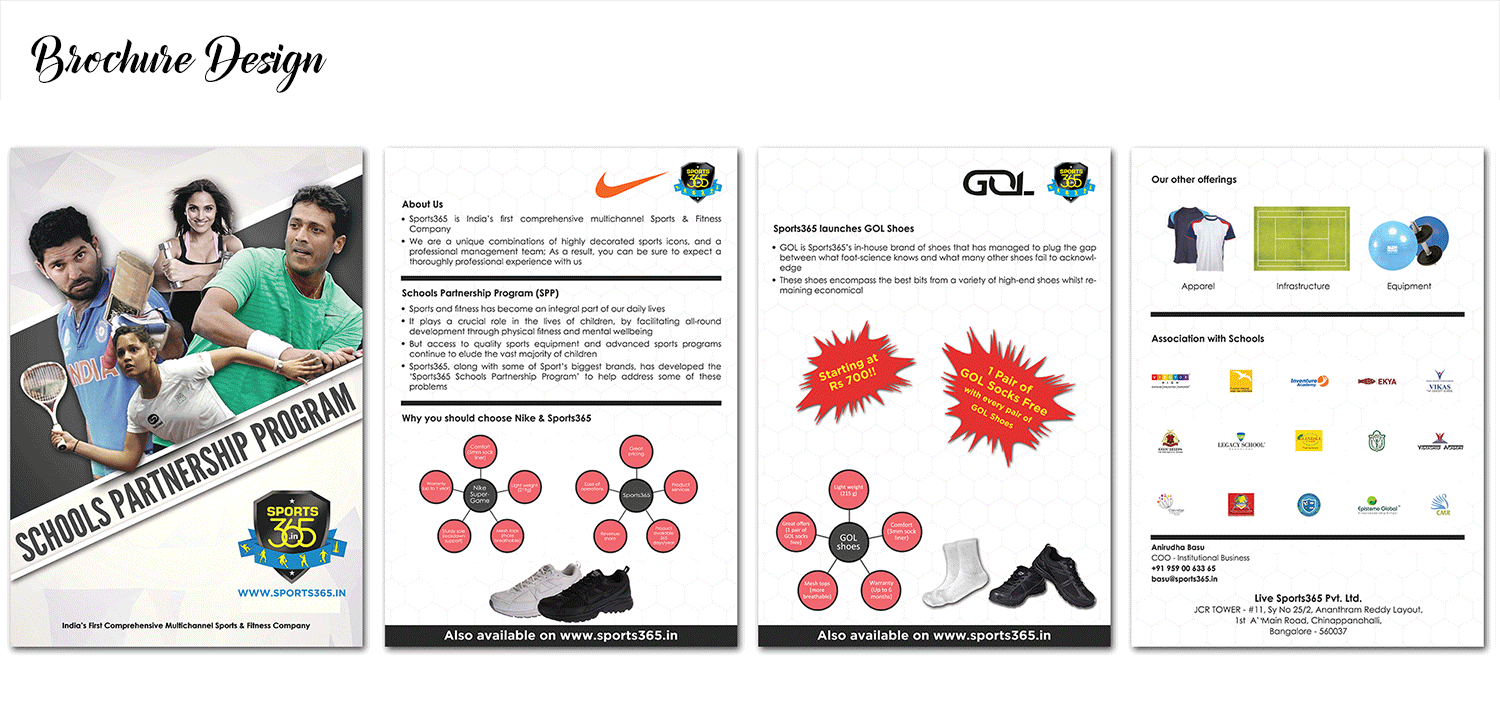 Brochure Design
INDIA
SCHOOLS PARTNERSHIP PROGRAM
SPORTS
365
.in
WWW.SPORTS365.IN
India's First Comprehensive Multichannel Sports & Fitness Company
SPORTS
365
About Us
• Sports365 is India's first comprehensive multichannel Sports & Fitness
Company
• We are a unique combinations of highly decorated sports icons, and a
professional management team; As a result, you can be sure to expect a
thoroughly professional experience with us
Schools Partnership Program (SPP)
• Sports and fitness has become an integral part of our daily lives
• It plays a crucial role in the lives of children, by facilitating all-round
development through physical fitness and mental wellbeing
• But access to quality sports equipment and advanced sports programs
continue to elude the vast majority of children
• Sports365, along with some of Sport's biggest brands, has developed the
'Sports365 Schools Partnership Program' to help address some of these
problems
Why you should choose Nike & Sports365
Comfort
(5mm sock
liner)
Warranty
(up to 1 year)
Nike
Super-
Game
Light weight
Mesh tops
(more
breathable)
Great
pricing
Ease of
operations
Sports365
Product
services
Revenue
share
Product
available
365
days/year
Also available on www.sports365.in
GOL
SPORTS
365
Sports365 launches GOL Shoes
• GOL is Sports365's in-house brand of shoes that has managed to plug the gap
between what foot-science knows and what many other shoes fail to acknowl-
edge
• These shoes encompass the best bits from a variety of high-end shoes whilst re-
maining economical
Starting at
Rs 700!!
1 Pair of
GOL Socks Free
with every pair of
GOL Shoes
Light weight
(215 g)
Great offers
(1 pair of
GOL socks
free)
GOL
shoes
Comfort
(5mm sock
liner)
Mesh tops
(more
breathable)
Warranty
(Up to 6
months)
Also available on www.sports365.in
Our other offerings
Apparel
Infrastructure
Equipment
Association with Schools
Inventure
Academy
EKYA
VIKAS
LEGACY SCHOOL
Episteme Global
CMR
Anirudha Basu
COO - Institutional Business
+91 959 00 633 65
basu@sports365.in
Live Sports365 Pvt. Ltd.
JCR TOWER - #11, Sy No 25/2, Ananthram Reddy Layout,
1st A' 'Main Road, Chinappanahalli,
Bangalore - 560037